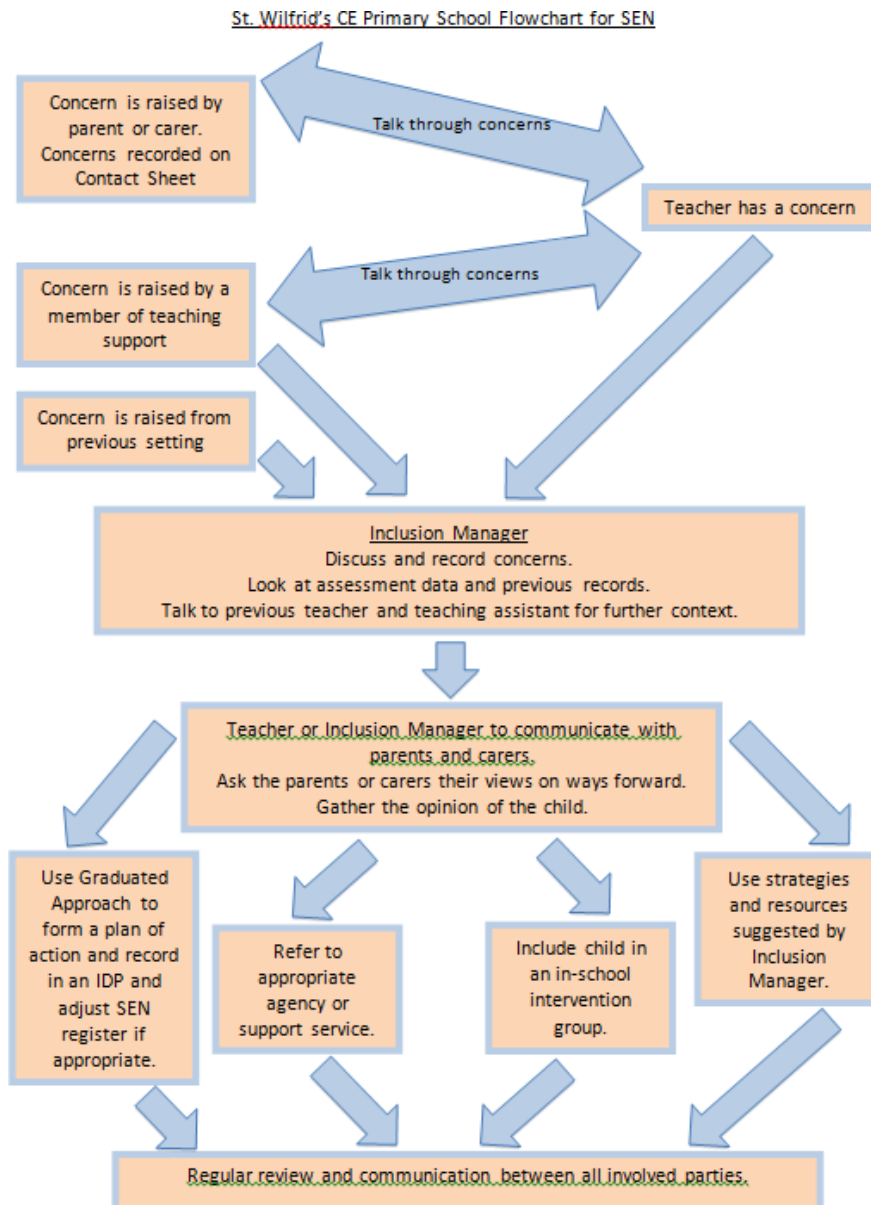 St. Wilfrid's CE Primary School Flowchart for SEN
Concern is raised by
parent or carer.
Concerns recorded on
Contact Sheet
Talk through concerns
Teacher has a concern
Talk through concerns
Concern is raised by a
member of teaching
support
Concern is raised from
previous setting
Inclusion Manager
Discuss and record concerns.
Look at assessment data and previous records.
Talk to previous teacher and teaching assistant for further context.
Teacher or Inclusion Manager to communicate with
parents and carers.
Ask the parents or carers their views on ways forward.
Gather the opinion of the child.
Use Graduated
Approach to
form a plan of
action and record
in an IDP and
adjust SEN
register if
appropriate.
Refer to
appropriate
agency or
support service.
Include child in
an in-school
intervention
group.
Use strategies
and resources
suggested by
Inclusion
Manager.
Regular review and communication between all involved parties.